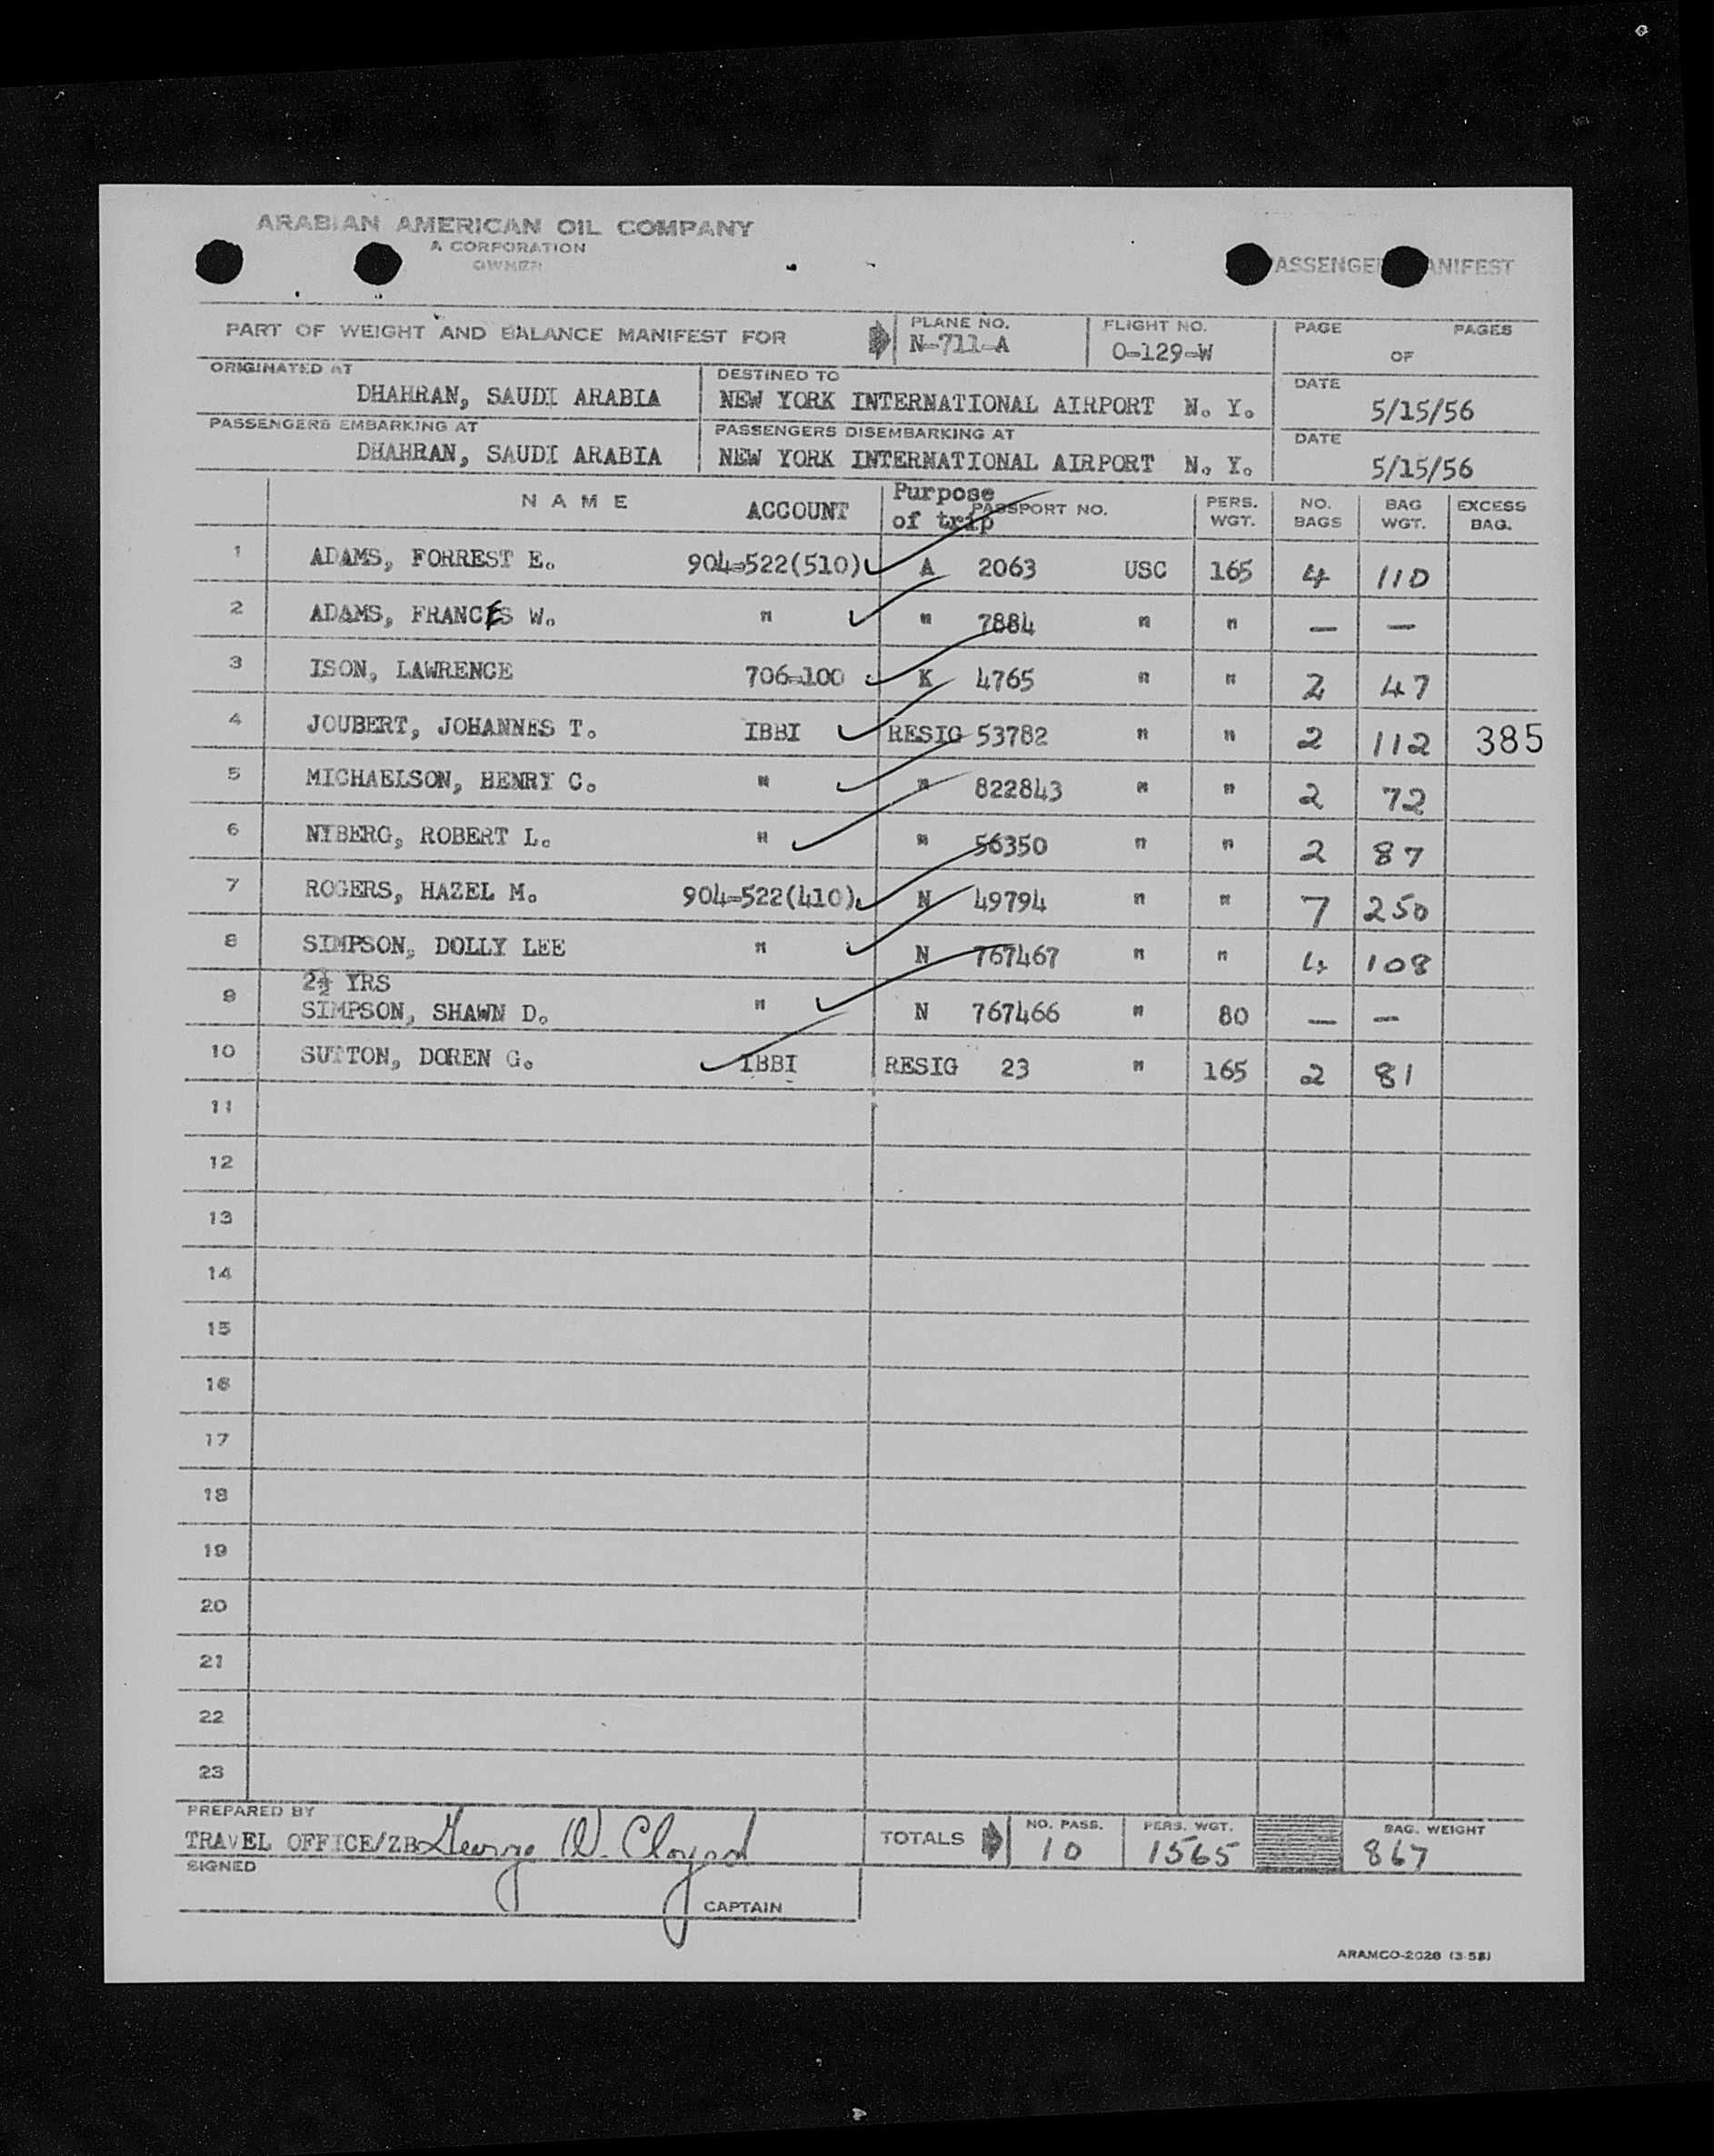 ARABIAN AMERICAN OIL COMPANY
A CORPORATION
OWNER
ASSENGE ANIFEST
PART OF WEIGHT AND BALANCE MANIFEST FOR
PLANE NO. N-711-A
FLIGHT NO. O-129-W
PAGE OF PAGES
ORIGINATED AT DHAHRAN, SAUDI ARABIA
DESTINED TO NEW YORK INTERNATIONAL AIRPORT N. Y.
DATE 5/15/56
PASSENGERS EMBARKING AT DHAHRAN, SAUDI ARABIA
PASSENGERS DISEMBARKING AT NEW YORK INTERNATIONAL AIRPORT N. Y.
DATE 5/15/56
NAME ACCOUNT Purpose of trip PASSPORT NO. PERS. WGT. NO. BAGS BAG WGT. EXCESS BAG.
1 ADAMS, FORREST E. 904-522(510) A 2063 USC 165 4 110
2 ADAMS, FRANCES W. " " 7884 " " — —
3 ISON, LAWRENCE 706-100 K 4765 " " 2 47
4 JOUBERT, JOHANNES T. IBBI RESIG 53782 " " 2 112 385
5 MICHAELSON, HENRY C. " " 822843 " " 2 72
6 NYBERG, ROBERT L. " " 56350 " " 2 87
7 ROGERS, HAZEL M. 904-522(410) N 49794 " " 7 250
8 SIMPSON, DOLLY LEE " N 767467 " " 4 108
2½ YRS
9 SIMPSON, SHAWN D. " N 767466 " 80 — —
10 SUTTON, DOREN G. IBBI RESIG 23 " 165 2 81
11
12
13
14
15
16
17
18
19
20
21
22
23
PREPARED BY
TRAVEL OFFICE/ZB George W. Cloyed
TOTALS NO. PASS. 10 PERS. WGT. 1565 BAG. WEIGHT 867
SIGNED
CAPTAIN
ARAMCO-2028 (3-55)